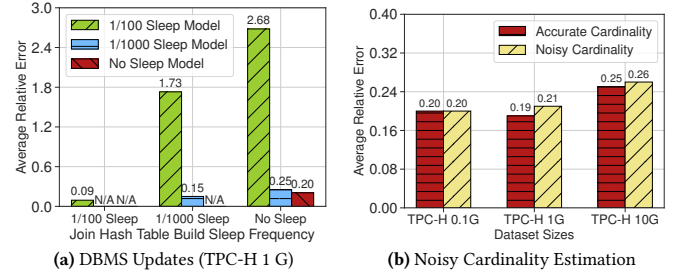 3.0
2.4
1.8
1.2
0.6
0.0
Average Relative Error
1/100 Sleep Model
1/1000 Sleep Model
No Sleep Model
0.09
N/A N/A
1.73
0.15
N/A
2.68
0.25
0.20
1/100 Sleep
1/1000 Sleep
No Sleep
Join Hash Table Build Sleep Frequency
(a) DBMS Updates (TPC-H 1 G)
0.40
0.32
0.24
0.16
0.08
0.00
Average Relative Error
Accurate Cardinality
Noisy Cardinality
0.20
0.20
0.19
0.21
0.25
0.26
TPC-H 0.1G
TPC-H 1G
TPC-H 10G
Dataset Sizes
(b) Noisy Cardinality Estimation